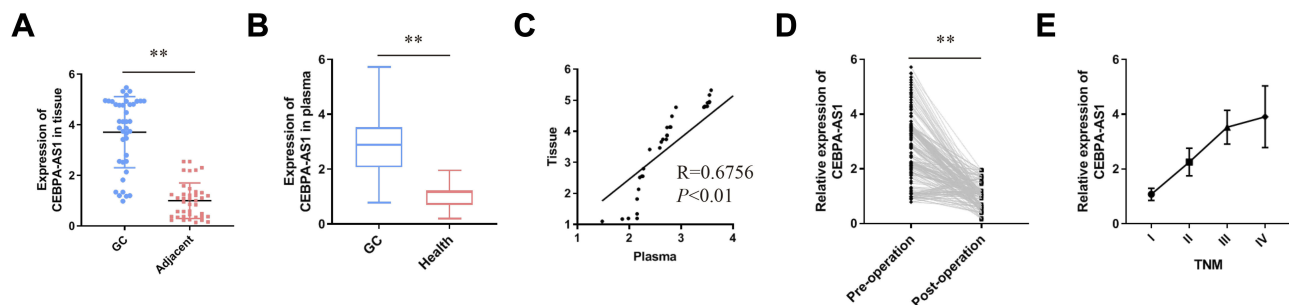 A
Expression of
CEBPA-AS1 in tissue
6
4
2
0
**
GC
Adjacent
B
Expression of
CEBPA-AS1 in plasma
6
4
2
0
**
GC
Health
C
Tissue
6
5
4
3
2
1
R=0.6756
P<0.01
1
2
3
4
Plasma
D
Relative expression of
CEBPA-AS1
6
4
2
0
**
Pre-operation
Post-operation
E
Relative expression of
CEBPA-AS1
6
4
2
0
I
II
III
IV
TNM